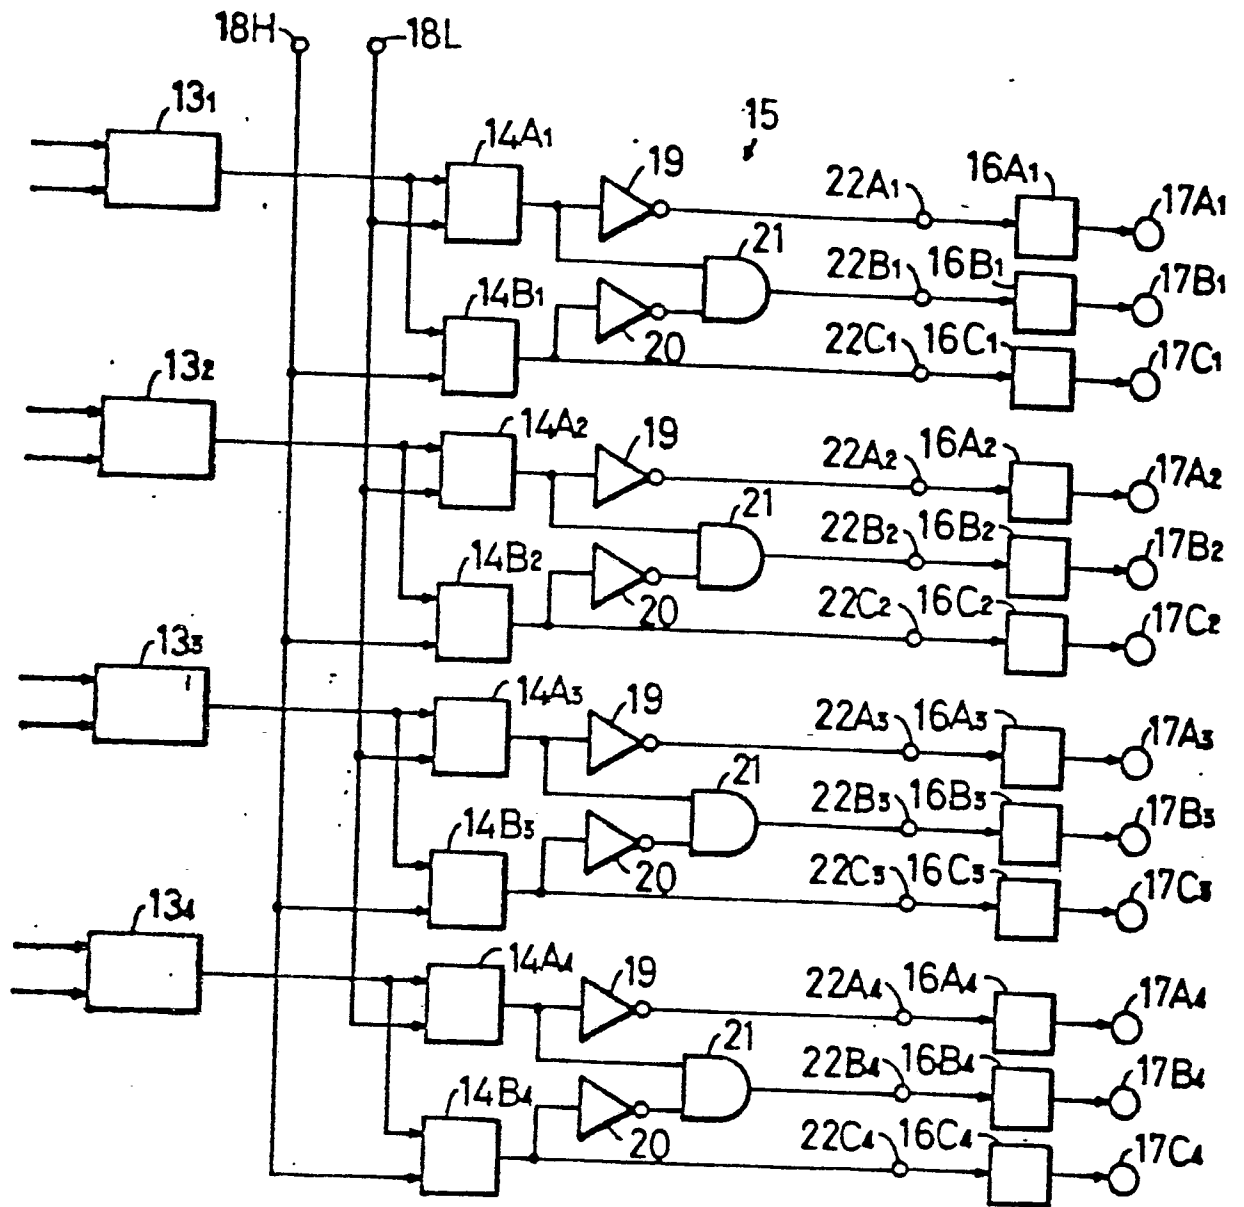 18H 18L
13₁ 14A₁ 19 15 22A₁ 16A₁ 17A₁
21 22B₁ 16B₁ 17B₁
14B₁ 20 22C₁ 16C₁ 17C₁
13₂ 14A₂ 19 22A₂ 16A₂ 17A₂
21 22B₂ 16B₂ 17B₂
14B₂ 20 22C₂ 16C₂ 17C₂
13₃ 14A₃ 19 22A₃ 16A₃ 17A₃
21 22B₃ 16B₃ 17B₃
14B₃ 20 22C₃ 16C₃ 17C₃
13₄ 14A₄ 19 22A₄ 16A₄ 17A₄
21 22B₄ 16B₄ 17B₄
14B₄ 20 22C₄ 16C₄ 17C₄